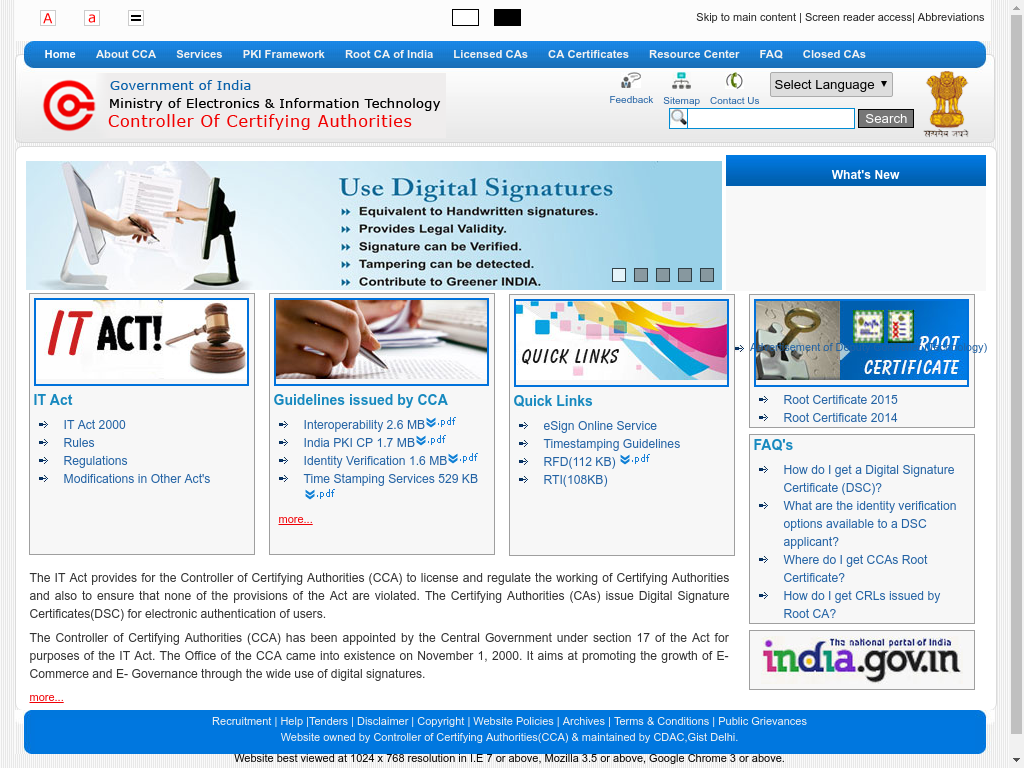 A a =
Skip to main content | Screen reader access| Abbreviations
Home About CCA Services PKI Framework Root CA of India Licensed CAs CA Certificates Resource Center FAQ Closed CAs
Government of India
Ministry of Electronics & Information Technology
Controller Of Certifying Authorities
Feedback Sitemap Contact Us
Select Language
Search
सत्यमेव जयते
Use Digital Signatures
Equivalent to Handwritten signatures.
Provides Legal Validity.
Signature can be Verified.
Tampering can be detected.
Contribute to Greener INDIA.
What's New
IT ACT!
IT Act
IT Act 2000
Rules
Regulations
Modifications in Other Act's
Guidelines issued by CCA
Interoperability 2.6 MB .pdf
India PKI CP 1.7 MB .pdf
Identity Verification 1.6 MB .pdf
Time Stamping Services 529 KB
.pdf
more...
QUICK LINKS
Quick Links
eSign Online Service
Timestamping Guidelines
RFD(112 KB) .pdf
RTI(108KB)
ROOT
CERTIFICATE
Root Certificate 2015
Root Certificate 2014
FAQ's
How do I get a Digital Signature
Certificate (DSC)?
What are the identity verification
options available to a DSC
applicant?
Where do I get CCAs Root
Certificate?
How do I get CRLs issued by
Root CA?
The national portal of India
india.gov.in
The IT Act provides for the Controller of Certifying Authorities (CCA) to license and regulate the working of Certifying Authorities
and also to ensure that none of the provisions of the Act are violated. The Certifying Authorities (CAs) issue Digital Signature
Certificates(DSC) for electronic authentication of users.
The Controller of Certifying Authorities (CCA) has been appointed by the Central Government under section 17 of the Act for
purposes of the IT Act. The Office of the CCA came into existence on November 1, 2000. It aims at promoting the growth of E-
Commerce and E- Governance through the wide use of digital signatures.
more...
Recruitment | Help |Tenders | Disclaimer | Copyright | Website Policies | Archives | Terms & Conditions | Public Grievances
Website owned by Controller of Certifying Authorities(CCA) & maintained by CDAC,Gist Delhi.
Website best viewed at 1024 x 768 resolution in I.E 7 or above, Mozilla 3.5 or above, Google Chrome 3 or above.